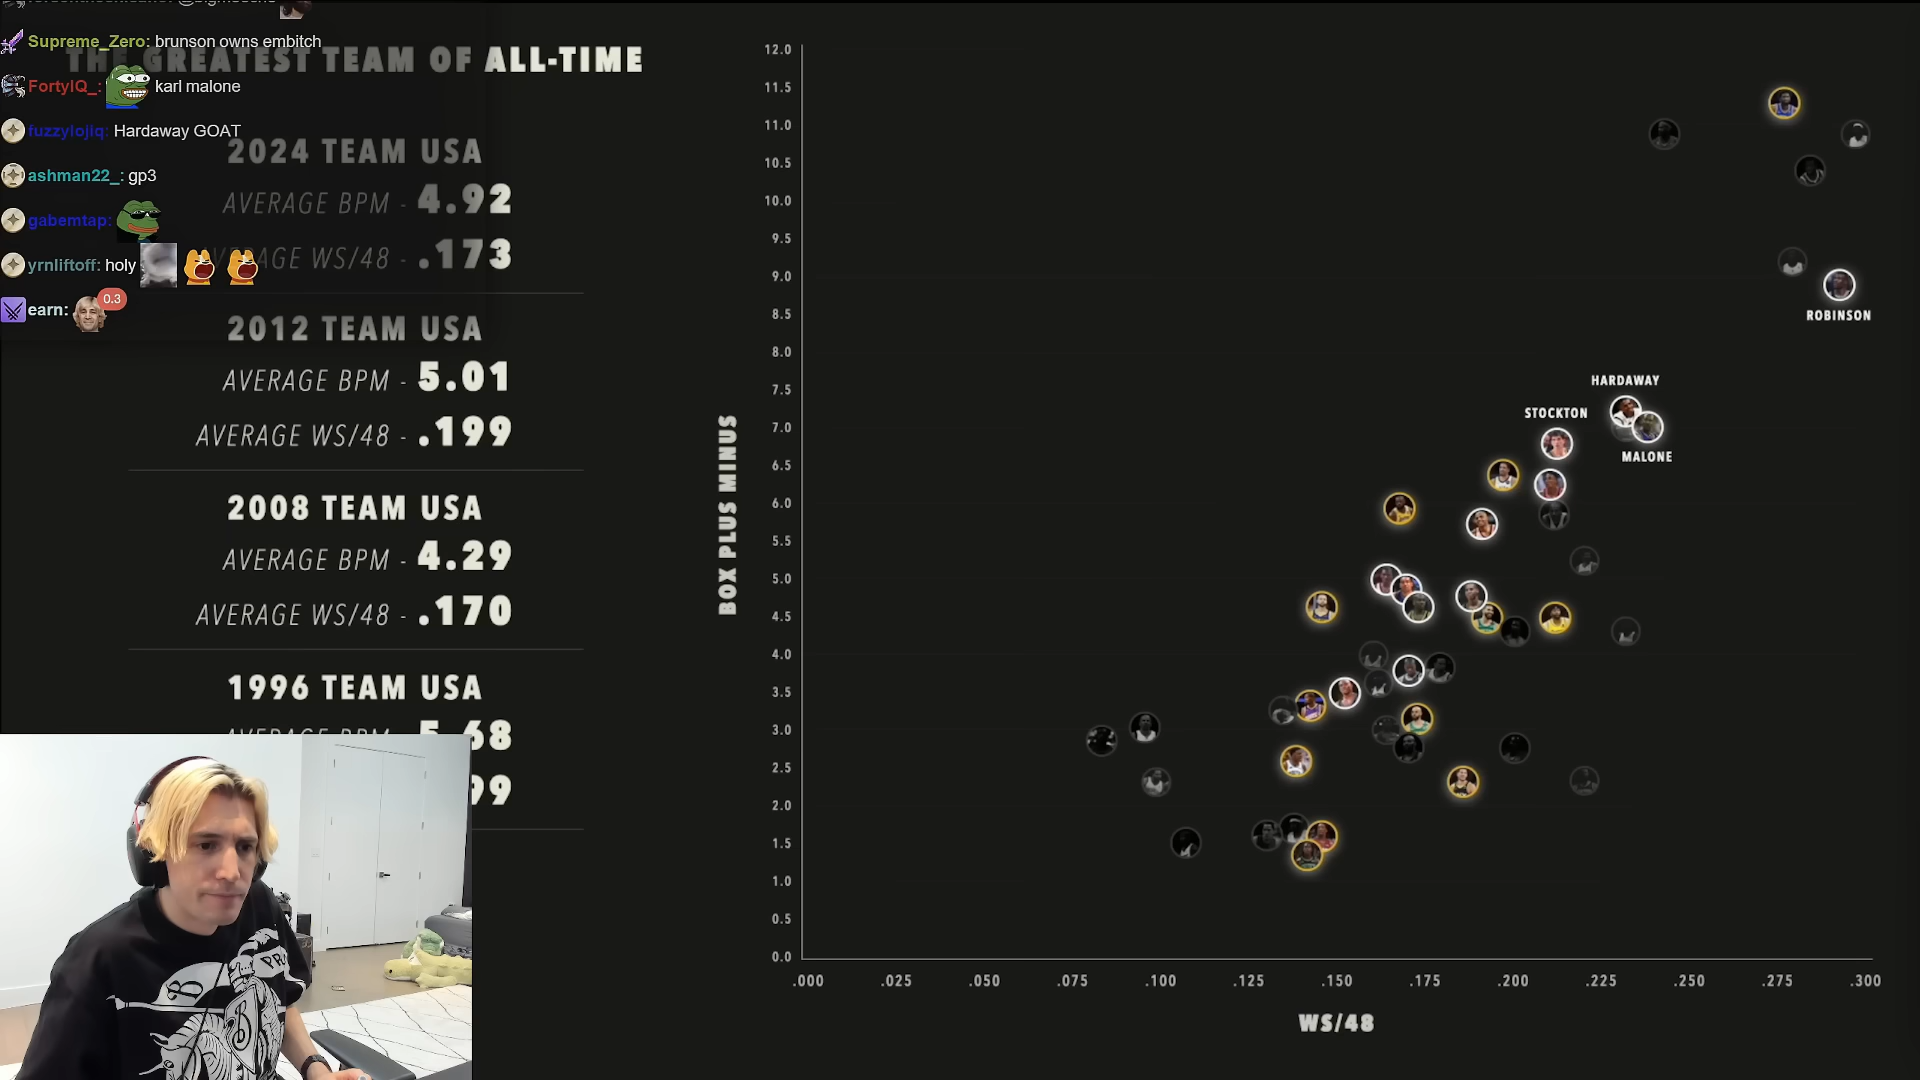 Supreme_Zero: brunson owns embitch
THE GREATEST TEAM OF ALL-TIME
FortyIQ_: karl malone
fuzzylojiq: Hardaway GOAT
2024 TEAM USA
ashman22_: gp3
AVERAGE BPM - 4.92
gabemtap:
AVERAGE WS/48 - .173
yrnliftoff: holy
earn: 0.3
2012 TEAM USA
AVERAGE BPM - 5.01
AVERAGE WS/48 - .199
2008 TEAM USA
AVERAGE BPM - 4.29
AVERAGE WS/48 - .170
1996 TEAM USA
AVERAGE BPM - 5.68
99
BOX PLUS MINUS
12.0
11.5
11.0
10.5
10.0
9.5
9.0
8.5
8.0
7.5
7.0
6.5
6.0
5.5
5.0
4.5
4.0
3.5
3.0
2.5
2.0
1.5
1.0
0.5
0.0
ROBINSON
HARDAWAY
STOCKTON
MALONE
.000 .025 .050 .075 .100 .125 .150 .175 .200 .225 .250 .275 .300
WS/48